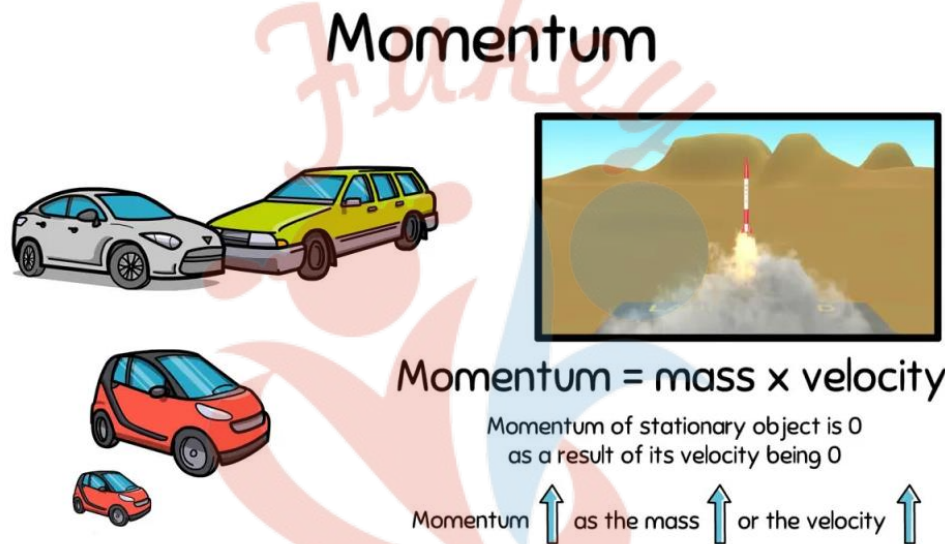 Momentum
Jukey
Momentum = mass x velocity
Momentum of stationary object is 0
as a result of its velocity being 0
Momentum as the mass or the velocity